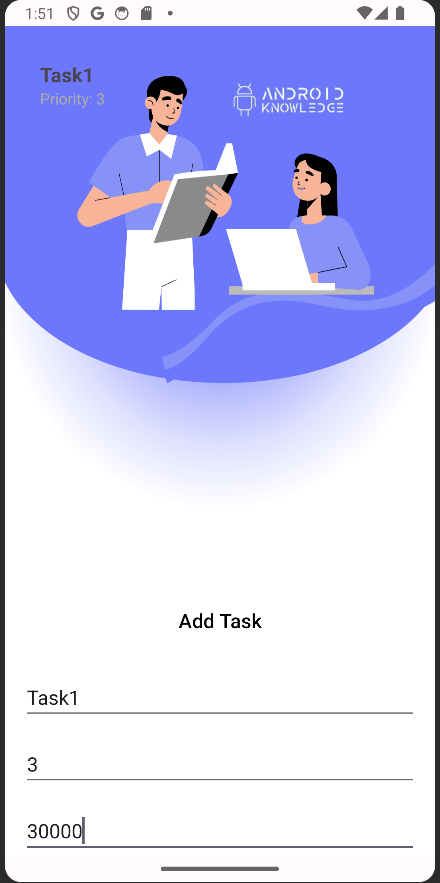 1:51
G
Task1
Priority: 3
ANDROID
KNOWLEDGE
Add Task
Task1
3
30000